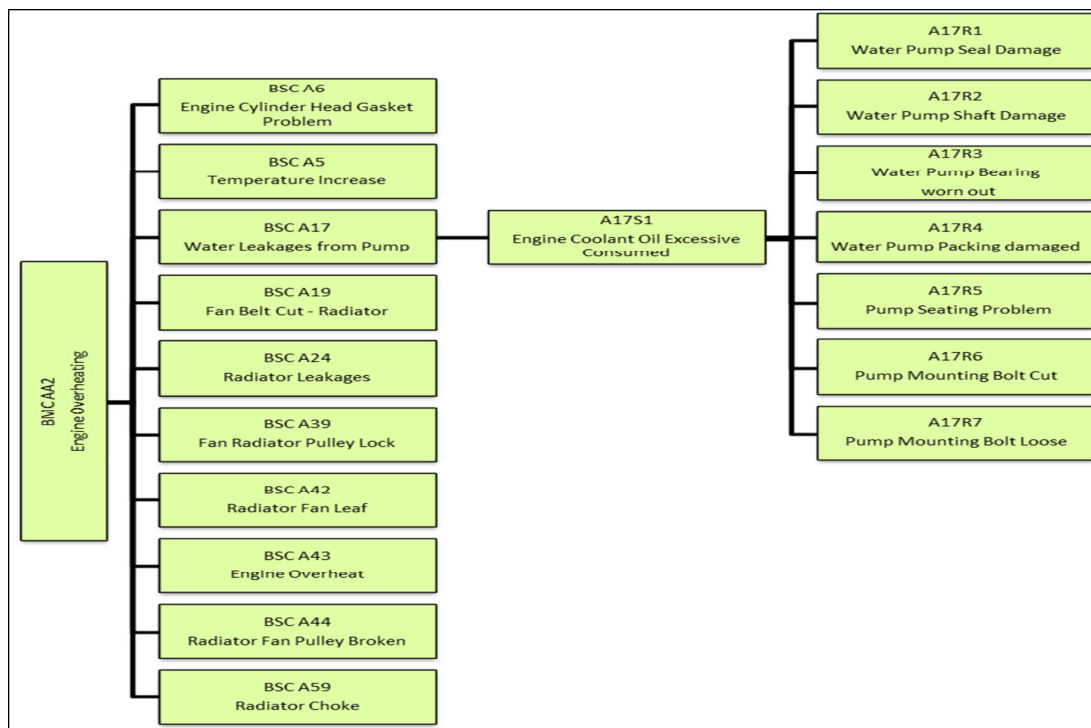 BMC AA2
Engine Overheating
BSC A6
Engine Cylinder Head Gasket
Problem
BSC A5
Temperature Increase
BSC A17
Water Leakages from Pump
BSC A19
Fan Belt Cut - Radiator
BSC A24
Radiator Leakages
BSC A39
Fan Radiator Pulley Lock
BSC A42
Radiator Fan Leaf
BSC A43
Engine Overheat
BSC A44
Radiator Fan Pulley Broken
BSC A59
Radiator Choke
A17S1
Engine Coolant Oil Excessive
Consumed
A17R1
Water Pump Seal Damage
A17R2
Water Pump Shaft Damage
A17R3
Water Pump Bearing
worn out
A17R4
Water Pump Packing damaged
A17R5
Pump Seating Problem
A17R6
Pump Mounting Bolt Cut
A17R7
Pump Mounting Bolt Loose